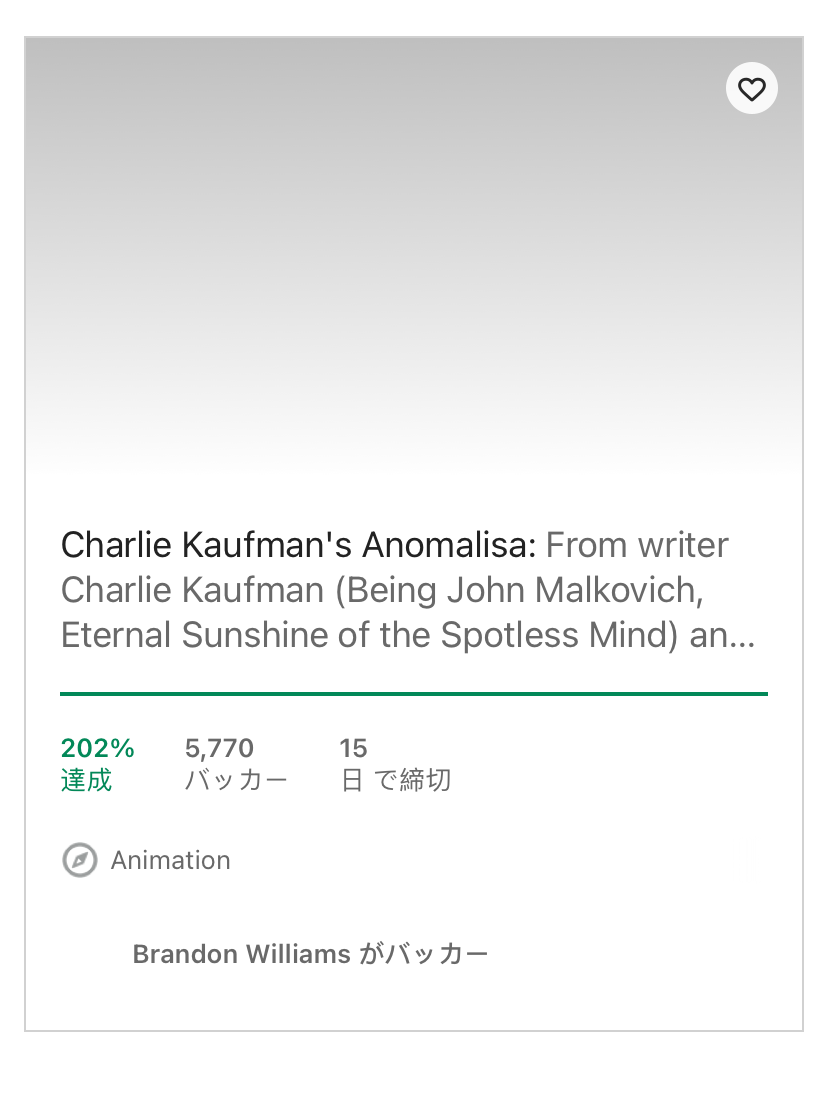 Charlie Kaufman's Anomalisa: From writer
Charlie Kaufman (Being John Malkovich,
Eternal Sunshine of the Spotless Mind) an...
202% 5,770 15
達成 バッカー 日 で締切
Animation
Brandon Williams がバッカー